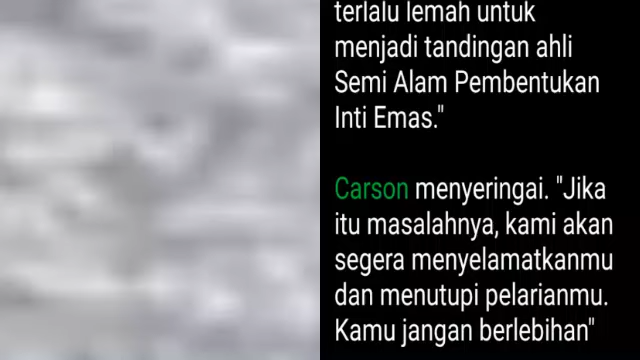 terlalu lemah untuk
menjadi tandingan ahli
Semi Alam Pembentukan
Inti Emas."
Carson menyeringai. "Jika
itu masalahnya, kami akan
segera menyelamatkanmu
dan menutupi pelarianmu.
Kamu jangan berlebihan"